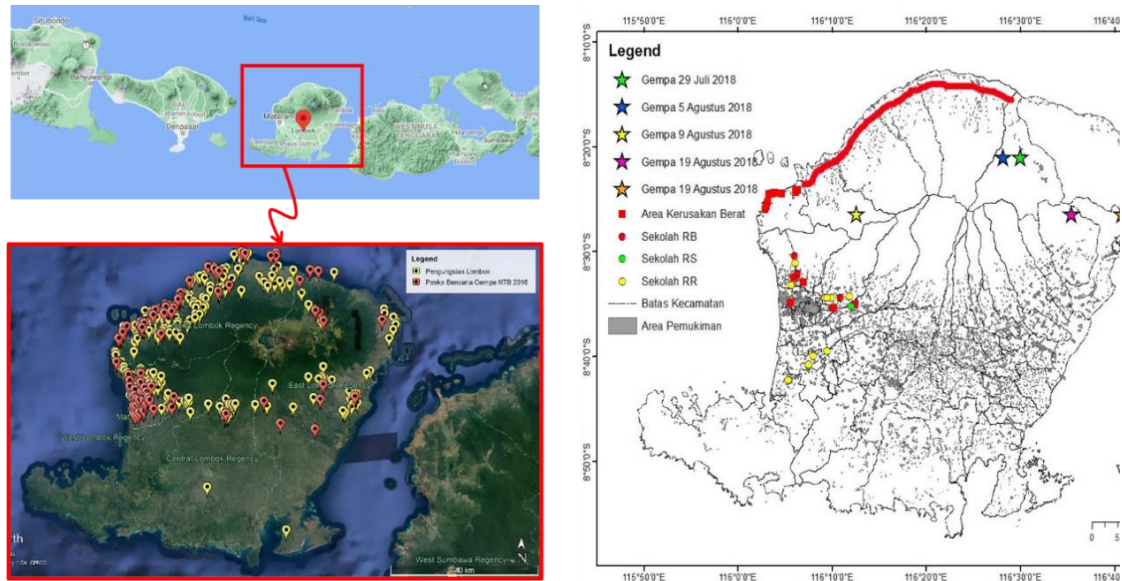 Bali Sea
Situbondo
Bondowoso
Banyuwangi
BALI
Denpasar
Mataram
Lombok
WEST NUSA
TENGGARA
Sumbawa
Legend
Pengungsian Lombok
Posko Bencana Gempa NTB 2018
Lombok Regency
East Lombok Regency
West Lombok Regency
Central Lombok Regency
West Sumbawa Regency
N
40 km
115°50'0"E 116°0'0"E 116°10'0"E 116°20'0"E 116°30'0"E 116°4
8°10'0"S
8°20'0"S
8°30'0"S
8°40'0"S
Legend
Gempa 29 Juli 2018
Gempa 5 Agustus 2018
Gempa 9 Agustus 2018
Gempa 19 Agustus 2018
Gempa 19 Agustus 2018
Area Kerusakan Berat
Sekolah RB
Sekolah RS
Sekolah RR
Batas Kecamatan
Area Pemukiman
0 5
115°50'0"E 116°0'0"E 116°10'0"E 116°20'0"E 116°30'0"E 116°40